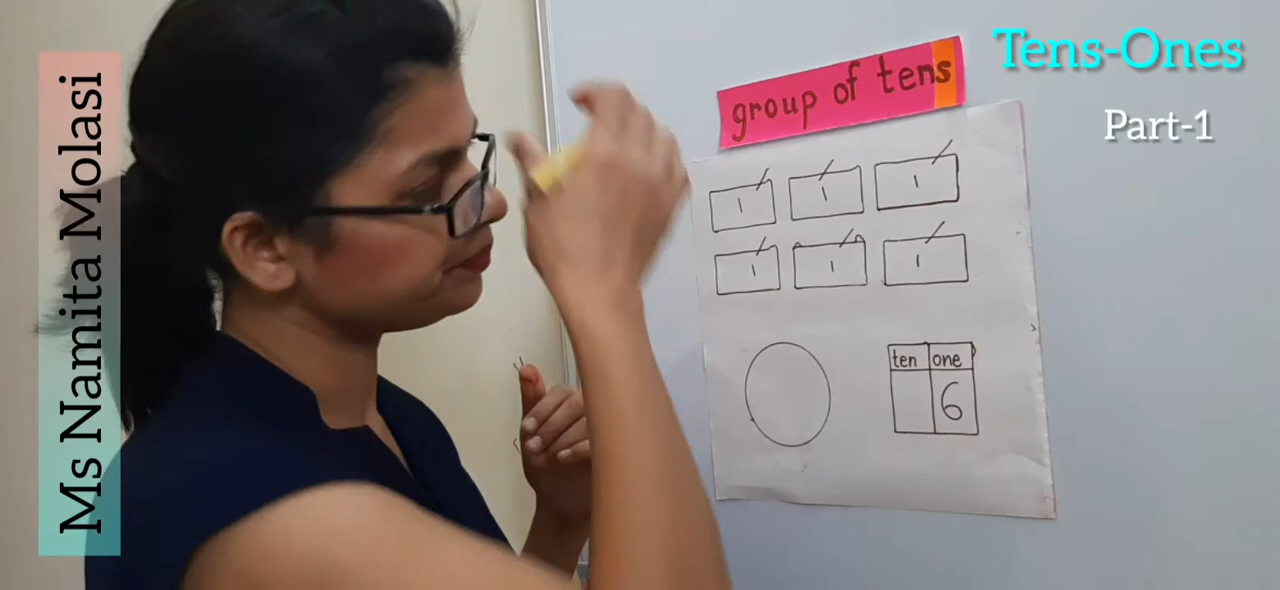 Ms Namita Molasi
Tens-Ones
Part-1
group of tens
1 1 1
1 1 1
ten one
6